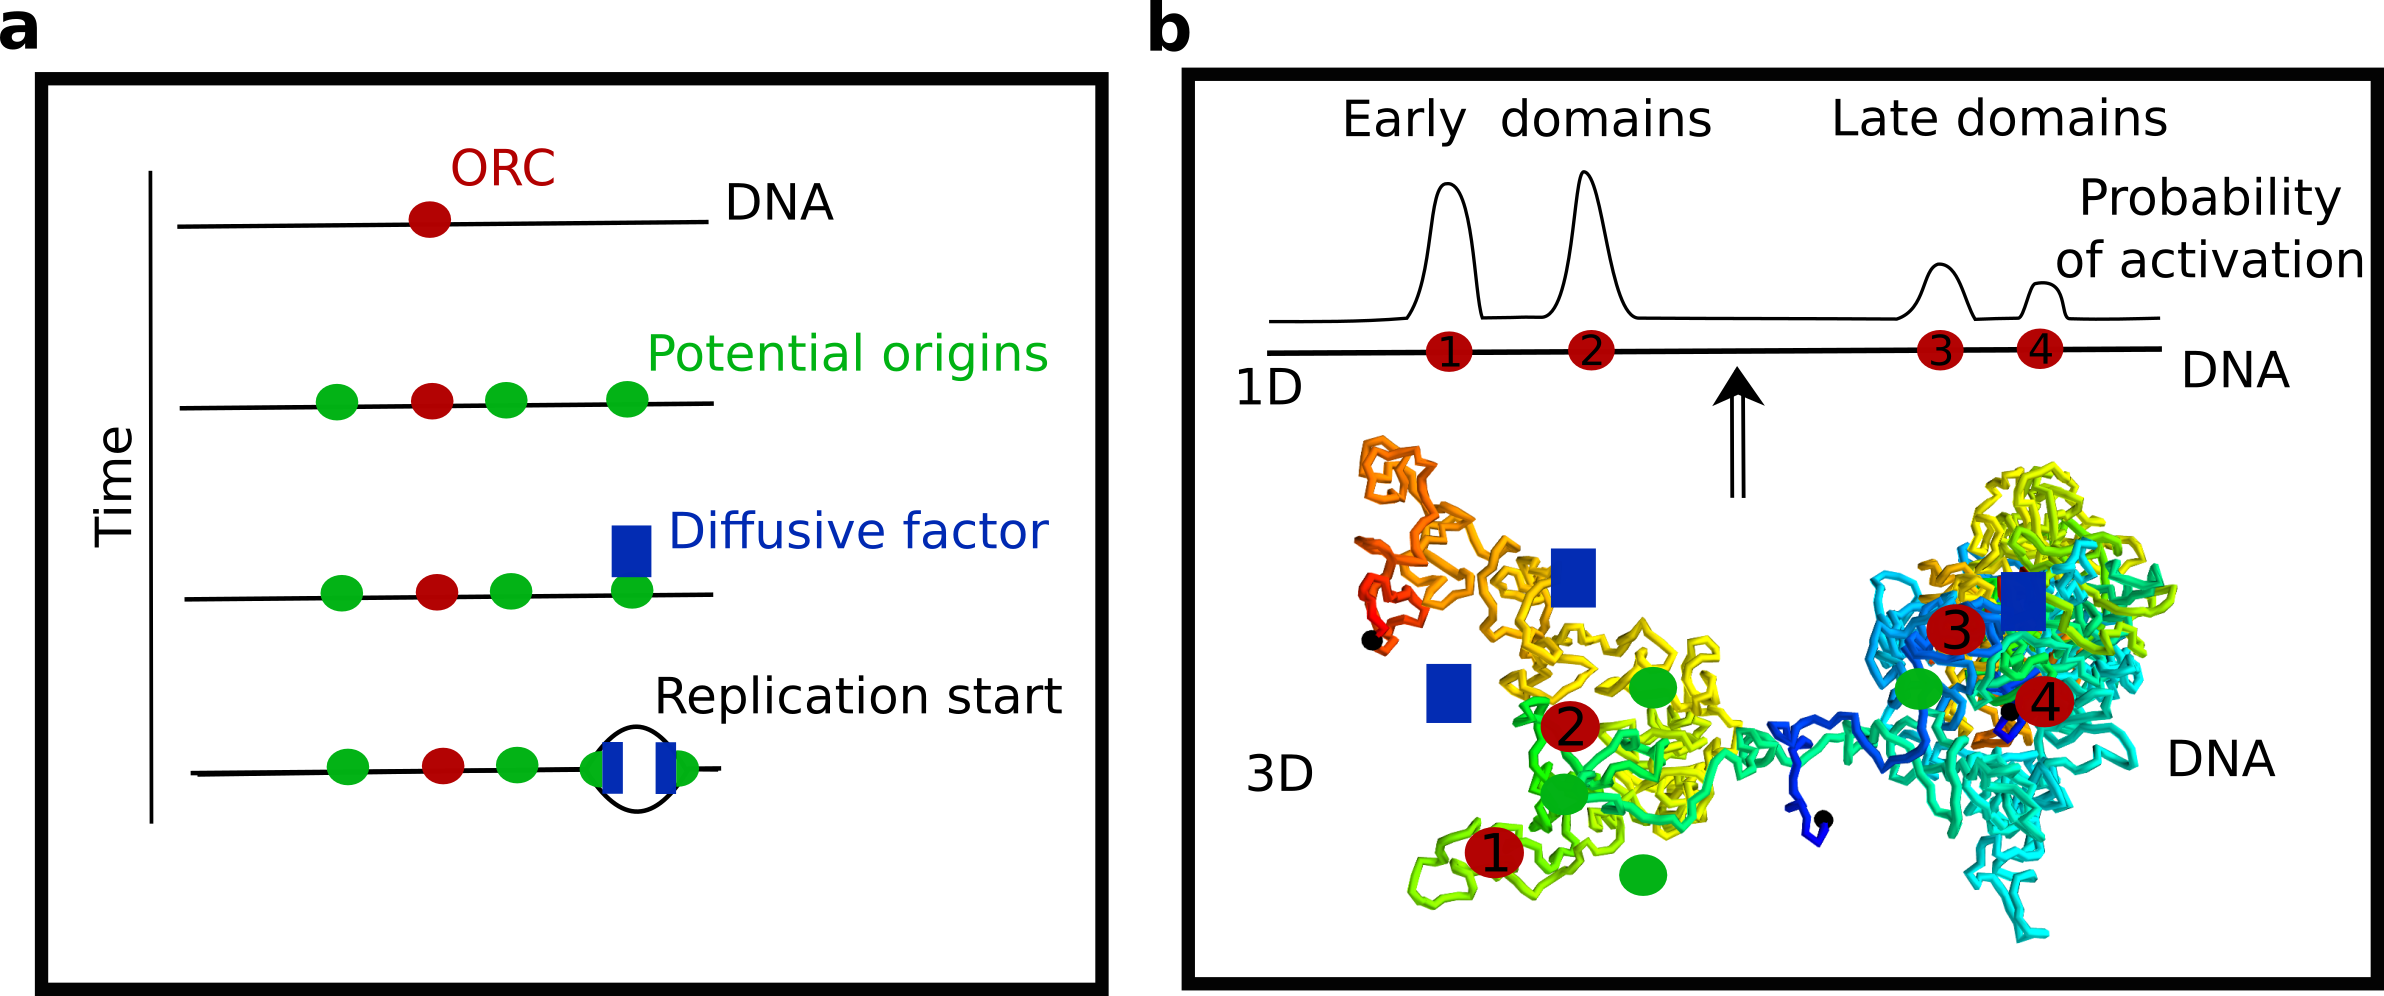 a
ORC
DNA
Potential origins
Time
Diffusive factor
Replication start
b
Early domains
Late domains
Probability
of activation
1 2 3 4
1D
DNA
3
4
2
3D
DNA
1